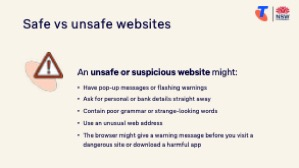 Safe vs unsafe websites
NSW
An unsafe or suspicious website might:
• Have pop-up messages or flashing warnings
• Ask for personal or bank details straight away
• Contain poor grammar or strange-looking words
• Use an unusual web address
• The browser might give a warning message before you visit a
dangerous site or download a harmful app